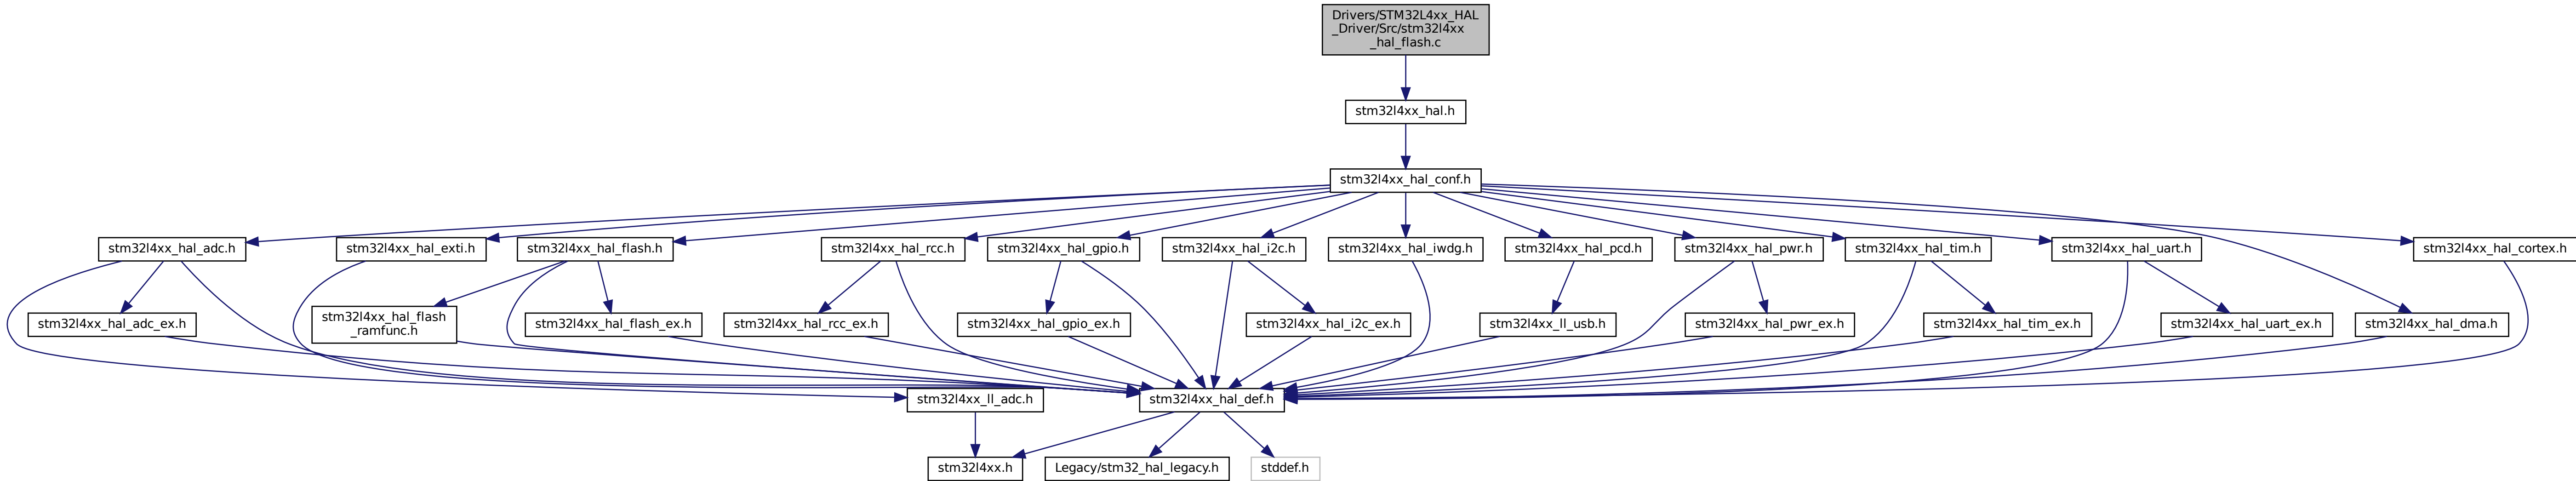 Drivers/STM32L4xx_HAL
_Driver/Src/stm32l4xx
_hal_flash.c
stm32l4xx_hal.h
stm32l4xx_hal_conf.h
stm32l4xx_hal_adc.h
stm32l4xx_hal_exti.h
stm32l4xx_hal_flash.h
stm32l4xx_hal_rcc.h
stm32l4xx_hal_gpio.h
stm32l4xx_hal_i2c.h
stm32l4xx_hal_iwdg.h
stm32l4xx_hal_pcd.h
stm32l4xx_hal_pwr.h
stm32l4xx_hal_tim.h
stm32l4xx_hal_uart.h
stm32l4xx_hal_cortex.h
stm32l4xx_hal_adc_ex.h
stm32l4xx_hal_flash
_ramfunc.h
stm32l4xx_hal_flash_ex.h
stm32l4xx_hal_rcc_ex.h
stm32l4xx_hal_gpio_ex.h
stm32l4xx_hal_i2c_ex.h
stm32l4xx_ll_usb.h
stm32l4xx_hal_pwr_ex.h
stm32l4xx_hal_tim_ex.h
stm32l4xx_hal_uart_ex.h
stm32l4xx_hal_dma.h
stm32l4xx_ll_adc.h
stm32l4xx_hal_def.h
stm32l4xx.h
Legacy/stm32_hal_legacy.h
stddef.h